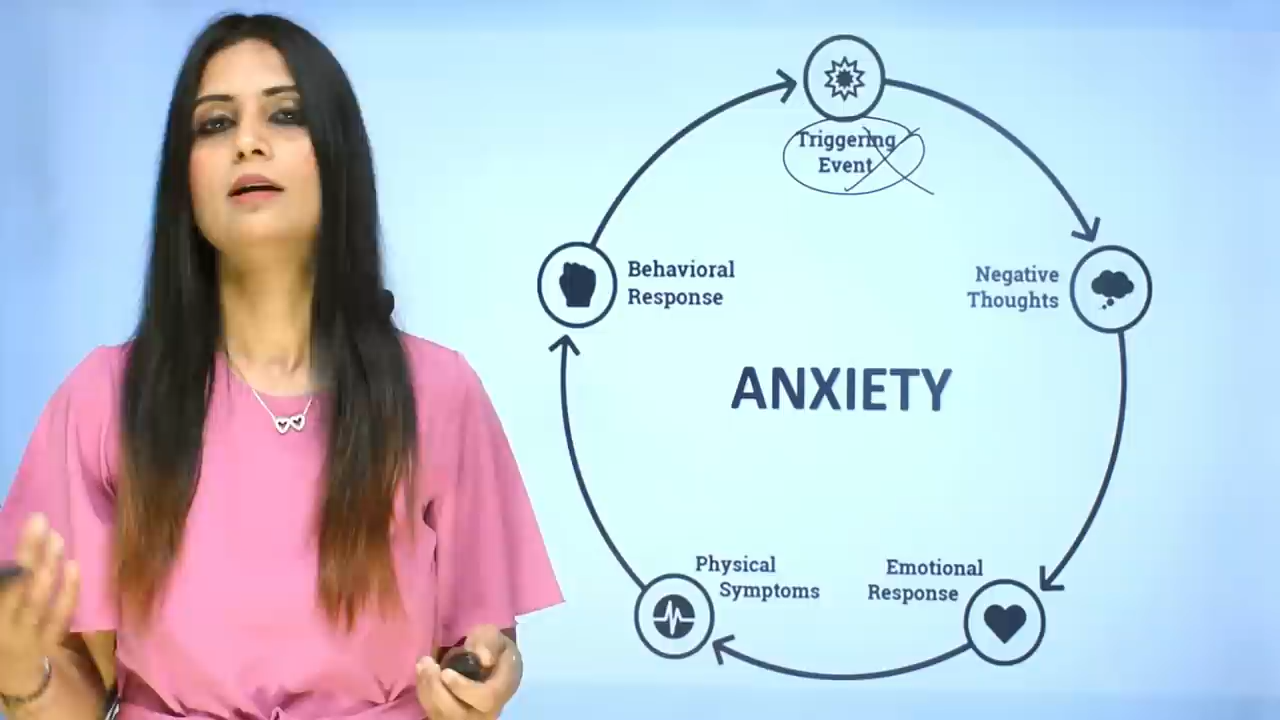 Triggering
Event
Negative
Thoughts
Emotional
Response
Physical
Symptoms
Behavioral
Response
ANXIETY